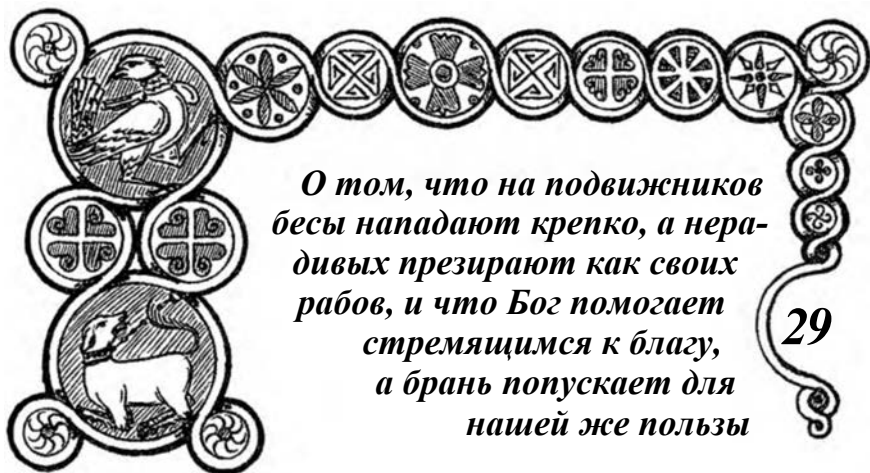 О том, что на подвижников
бесы нападают крепко, а нера-
дивых презирают как своих
рабов, и что Бог помогает
стремящимся к благу,
а брань попускает для
нашей же пользы
29